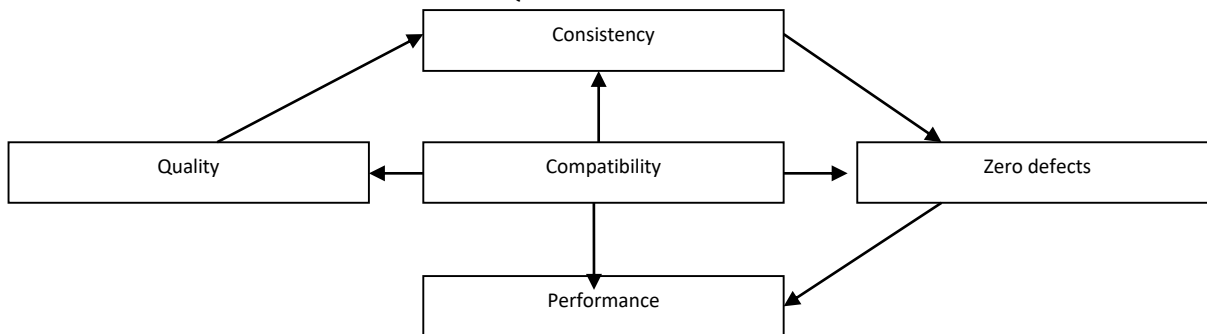 Consistency
Quality
Compatibility
Zero defects
Performance